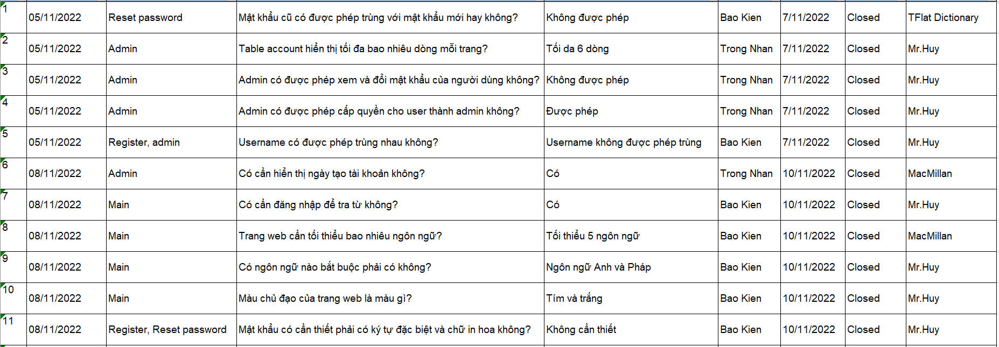 1 05/11/2022 Reset password Mật khẩu cũ có được phép trùng với mật khẩu mới hay không? Không được phép Bao Kien 7/11/2022 Closed TFlat Dictionary
2 05/11/2022 Admin Table account hiển thị tối đa bao nhiêu dòng mỗi trang? Tối da 6 dòng Trong Nhan 7/11/2022 Closed Mr.Huy
3 05/11/2022 Admin Admin có được phép xem và đổi mật khẩu của người dùng không? Không được phép Trong Nhan 7/11/2022 Closed Mr.Huy
4 05/11/2022 Admin Admin có được phép cấp quyền cho user thành admin không? Được phép Trong Nhan 7/11/2022 Closed Mr.Huy
5 05/11/2022 Register, admin Username có được phép trùng nhau không? Username không được phép trùng Bao Kien 7/11/2022 Closed Mr.Huy
6 08/11/2022 Admin Có cần hiển thị ngày tạo tài khoản không? Có Trong Nhan 10/11/2022 Closed MacMillan
7 08/11/2022 Main Có cần đăng nhập để tra từ không? Có Bao Kien 10/11/2022 Closed Mr.Huy
8 08/11/2022 Main Trang web cần tối thiểu bao nhiêu ngôn ngữ? Tối thiểu 5 ngôn ngữ Bao Kien 10/11/2022 Closed MacMillan
9 08/11/2022 Main Có ngôn ngữ nào bắt buộc phải có không? Ngôn ngữ Anh và Pháp Bao Kien 10/11/2022 Closed Mr.Huy
10 08/11/2022 Main Màu chủ đạo của trang web là màu gì? Tím và trắng Bao Kien 10/11/2022 Closed Mr.Huy
11 08/11/2022 Register, Reset password Mật khẩu có cần thiết phải có ký tự đặc biệt và chữ in hoa không? Không cần thiết Bao Kien 10/11/2022 Closed Mr.Huy